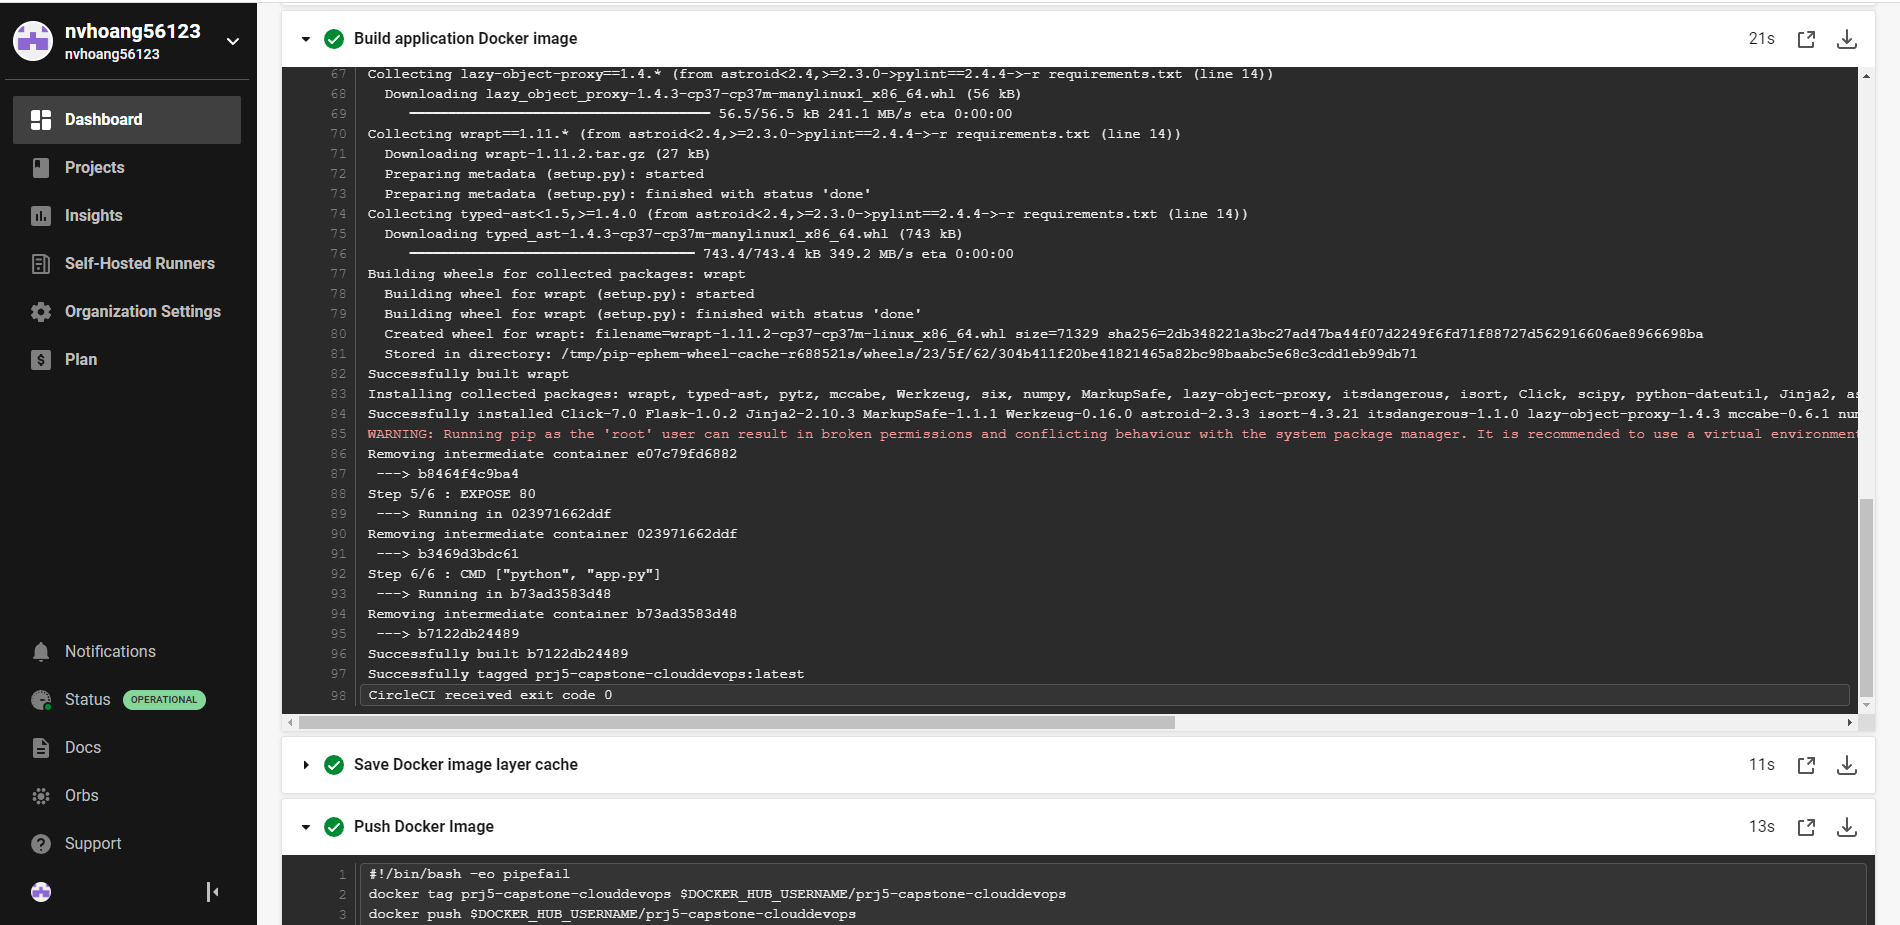 nvhoang56123
nvhoang56123
Dashboard
Projects
Insights
Self-Hosted Runners
Organization Settings
Plan
Notifications
Status OPERATIONAL
Docs
Orbs
Support
Build application Docker image 21s
67 Collecting lazy-object-proxy==1.4.* (from astroid<2.4,>=2.3.0->pylint==2.4.4->-r requirements.txt (line 14))
68 Downloading lazy_object_proxy-1.4.3-cp37-cp37m-manylinux1_x86_64.whl (56 kB)
69 ━━━━━━━━━━━━━━━━━━━━━━━━━━━━━━━━━━━━ 56.5/56.5 kB 241.1 MB/s eta 0:00:00
70 Collecting wrapt==1.11.* (from astroid<2.4,>=2.3.0->pylint==2.4.4->-r requirements.txt (line 14))
71 Downloading wrapt-1.11.2.tar.gz (27 kB)
72 Preparing metadata (setup.py): started
73 Preparing metadata (setup.py): finished with status 'done'
74 Collecting typed-ast<1.5,>=1.4.0 (from astroid<2.4,>=2.3.0->pylint==2.4.4->-r requirements.txt (line 14))
75 Downloading typed_ast-1.4.3-cp37-cp37m-manylinux1_x86_64.whl (743 kB)
76 ━━━━━━━━━━━━━━━━━━━━━━━━━━━━━━━━━━ 743.4/743.4 kB 349.2 MB/s eta 0:00:00
77 Building wheels for collected packages: wrapt
78 Building wheel for wrapt (setup.py): started
79 Building wheel for wrapt (setup.py): finished with status 'done'
80 Created wheel for wrapt: filename=wrapt-1.11.2-cp37-cp37m-linux_x86_64.whl size=71329 sha256=2db348221a3bc27ad47ba44f07d2249f6fd71f88727d562916606ae8966698ba
81 Stored in directory: /tmp/pip-ephem-wheel-cache-r688521s/wheels/23/5f/62/304b411f20be41821465a82bc98baabc5e68c3cdd1eb99db71
82 Successfully built wrapt
83 Installing collected packages: wrapt, typed-ast, pytz, mccabe, Werkzeug, six, numpy, MarkupSafe, lazy-object-proxy, itsdangerous, isort, Click, scipy, python-dateutil, Jinja2, as
84 Successfully installed Click-7.0 Flask-1.0.2 Jinja2-2.10.3 MarkupSafe-1.1.1 Werkzeug-0.16.0 astroid-2.3.3 isort-4.3.21 itsdangerous-1.1.0 lazy-object-proxy-1.4.3 mccabe-0.6.1 num
85 WARNING: Running pip as the 'root' user can result in broken permissions and conflicting behaviour with the system package manager. It is recommended to use a virtual environment
86 Removing intermediate container e07c79fd6882
87 ---> b8464f4c9ba4
88 Step 5/6 : EXPOSE 80
89 ---> Running in 023971662ddf
90 Removing intermediate container 023971662ddf
91 ---> b3469d3bdc61
92 Step 6/6 : CMD ["python", "app.py"]
93 ---> Running in b73ad3583d48
94 Removing intermediate container b73ad3583d48
95 ---> b7122db24489
96 Successfully built b7122db24489
97 Successfully tagged prj5-capstone-clouddevops:latest
98 CircleCI received exit code 0
Save Docker image layer cache 11s
Push Docker Image 13s
1 #!/bin/bash -eo pipefail
2 docker tag prj5-capstone-clouddevops $DOCKER_HUB_USERNAME/prj5-capstone-clouddevops
3 docker push $DOCKER_HUB_USERNAME/prj5-capstone-clouddevops